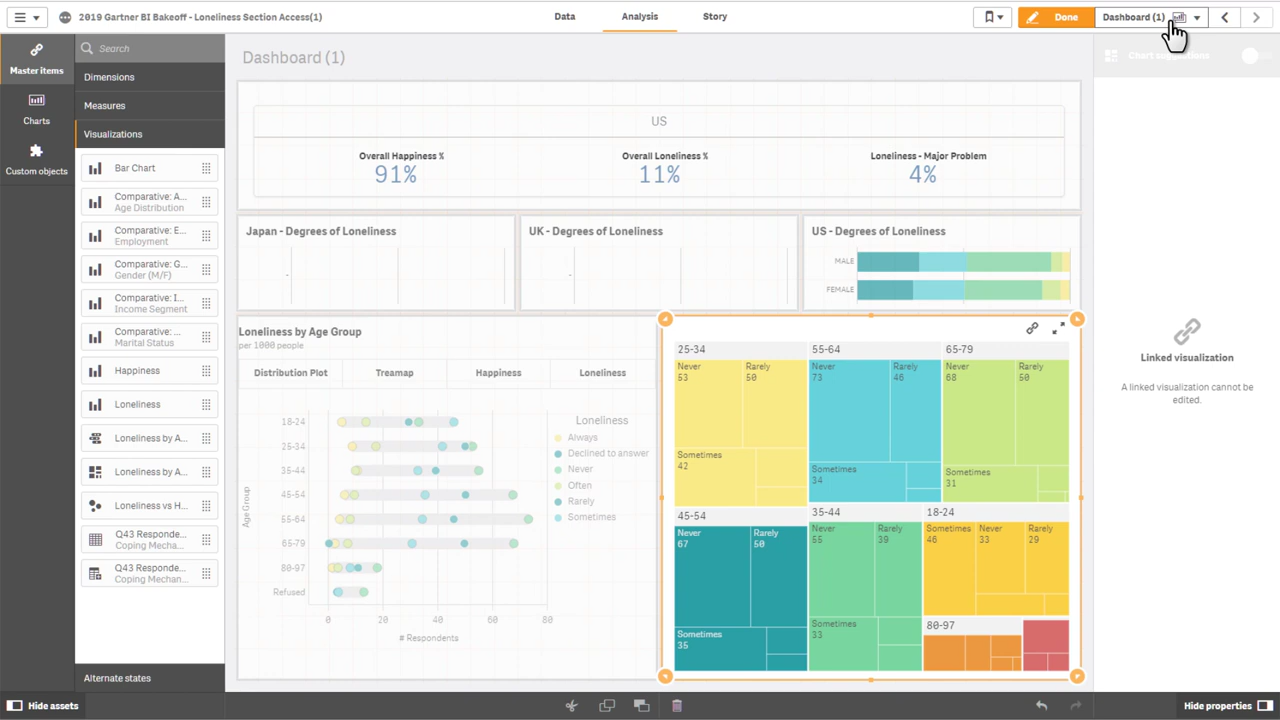 2019 Gartner BI Bakeoff - Loneliness Section Access(1)
Data
Analysis
Story
Done
Dashboard (1)
Master items
Charts
Custom objects
Search
Dimensions
Measures
Visualizations
Bar Chart
Comparative: A...
Age Distribution
Comparative: E...
Employment
Comparative: G...
Gender (M/F)
Comparative: I...
Income Segment
Comparative: ...
Marital Status
Happiness
Loneliness
Loneliness by A...
Loneliness by A...
Loneliness vs H...
Q43 Responde...
Coping Mecha...
Q43 Responde...
Coping Mechan...
Alternate states
Hide assets
Dashboard (1)
US
Overall Happiness %
91%
Overall Loneliness %
11%
Loneliness - Major Problem
4%
Japan - Degrees of Loneliness
-
UK - Degrees of Loneliness
-
US - Degrees of Loneliness
MALE
FEMALE
Loneliness by Age Group
per 1000 people
Distribution Plot
Treamap
Happiness
Loneliness
Age Group
18-24
25-34
35-44
45-54
55-64
65-79
80-97
Refused
0
20
40
60
80
# Respondents
Loneliness
Always
Declined to answer
Never
Often
Rarely
Sometimes
25-34
Never
53
Rarely
50
Sometimes
42
55-64
Never
73
Rarely
46
Sometimes
34
65-79
Never
68
Rarely
50
Sometimes
31
45-54
Never
67
Rarely
50
Sometimes
35
35-44
Never
55
Rarely
39
Sometimes
33
18-24
Sometimes
46
Never
33
Rarely
29
80-97
Chart suggestions
Linked visualization
A linked visualization cannot be
edited.
Hide properties